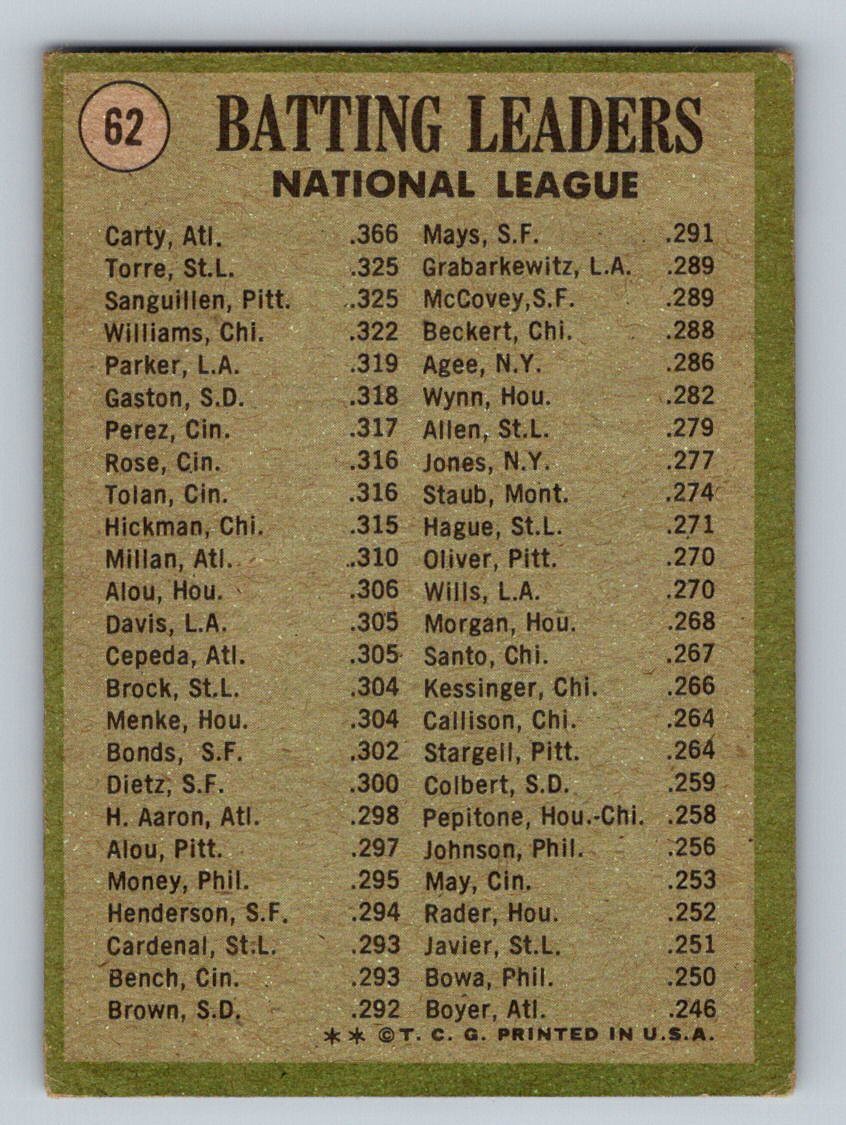 62
BATTING LEADERS
NATIONAL LEAGUE
Carty, Atl. .366 Mays, S.F. .291
Torre, St.L. .325 Grabarkewitz, L.A. .289
Sanguillen, Pitt. .325 McCovey,S.F. .289
Williams, Chi. .322 Beckert, Chi. .288
Parker, L.A. .319 Agee, N.Y. .286
Gaston, S.D. .318 Wynn, Hou. .282
Perez, Cin. .317 Allen, St.L. .279
Rose, Cin. .316 Jones, N.Y. .277
Tolan, Cin. .316 Staub, Mont. .274
Hickman, Chi. .315 Hague, St.L. .271
Millan, Atl. .310 Oliver, Pitt. .270
Alou, Hou. .306 Wills, L.A. .270
Davis, L.A. .305 Morgan, Hou. .268
Cepeda, Atl. .305 Santo, Chi. .267
Brock, St.L. .304 Kessinger, Chi. .266
Menke, Hou. .304 Callison, Chi. .264
Bonds, S.F. .302 Stargell, Pitt. .264
Dietz, S.F. .300 Colbert, S.D. .259
H. Aaron, Atl. .298 Pepitone, Hou.-Chi. .258
Alou, Pitt. .297 Johnson, Phil. .256
Money, Phil. .295 May, Cin. .253
Henderson, S.F. .294 Rader, Hou. .252
Cardenal, St.L. .293 Javier, St.L. .251
Bench, Cin. .293 Bowa, Phil. .250
Brown, S.D. .292 Boyer, Atl. .246
** ©T. C. G. PRINTED IN U.S.A.